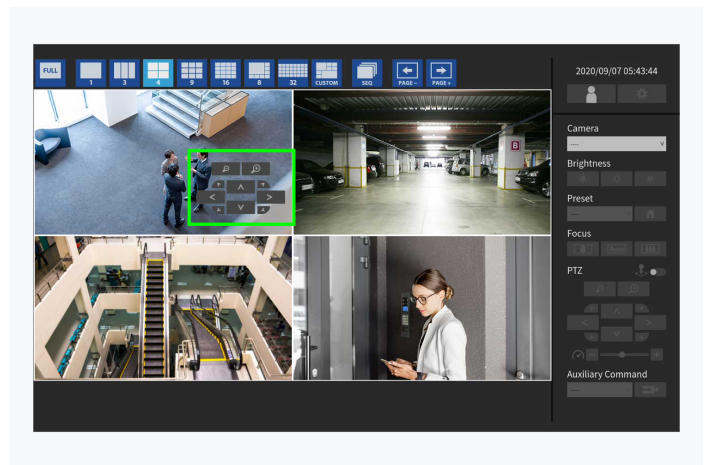 FULL
1
3
4
9
16
8
32
CUSTOM
SEQ
PAGE -
PAGE +
2020/09/07 05:43:44
Camera
----
Brightness
Preset
----
Focus
PTZ
Auxiliary Command
----
B